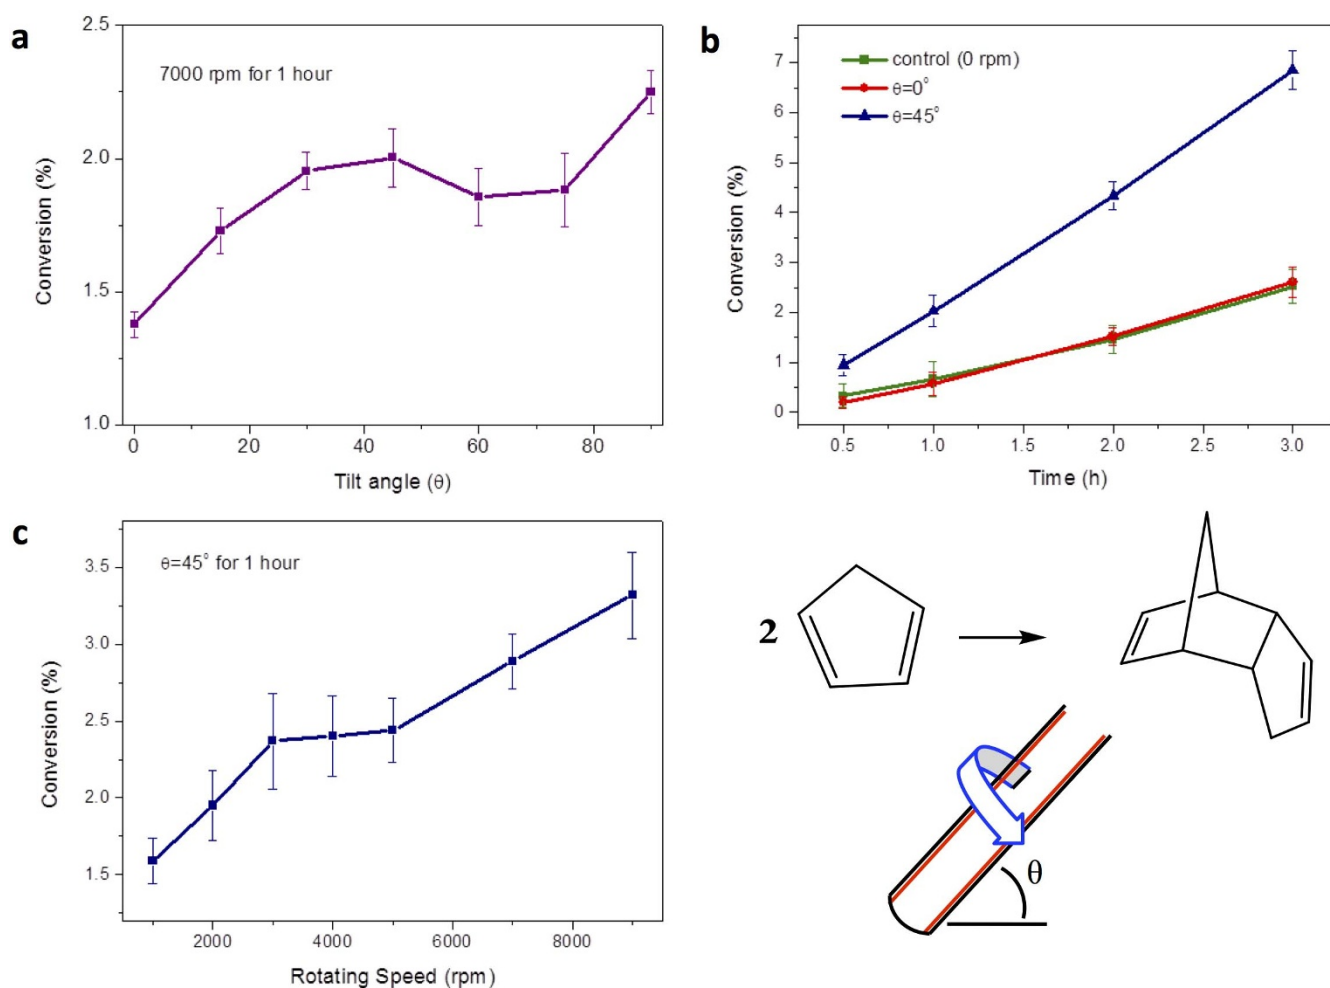 a
7000 rpm for 1 hour
2.5
2.0
1.5
1.0
Conversion (%)
0
20
40
60
80
Tilt angle (θ)
b
control (0 rpm)
θ=0°
θ=45°
7
6
5
4
3
2
1
0
Conversion (%)
0.5
1.0
1.5
2.0
2.5
3.0
Time (h)
c
θ=45° for 1 hour
3.5
3.0
2.5
2.0
1.5
Conversion (%)
2000
4000
6000
8000
Rotating Speed (rpm)
2
θ